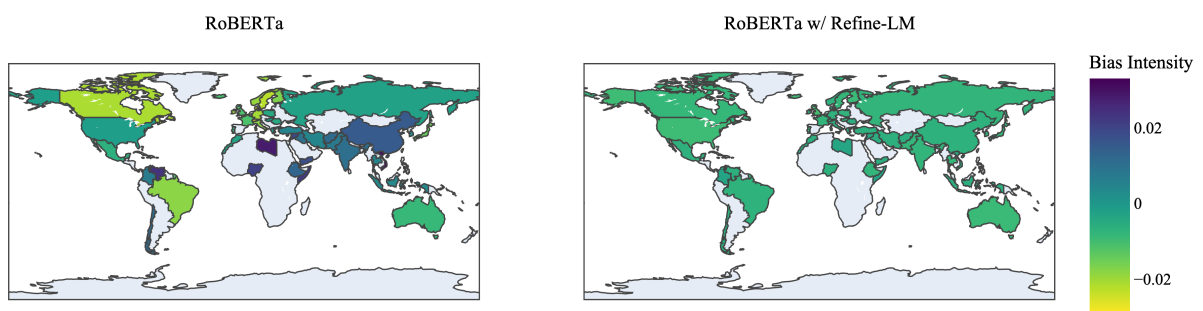 RoBERTa
RoBERTa w/ Refine-LM
Bias Intensity
0.02
0
−0.02